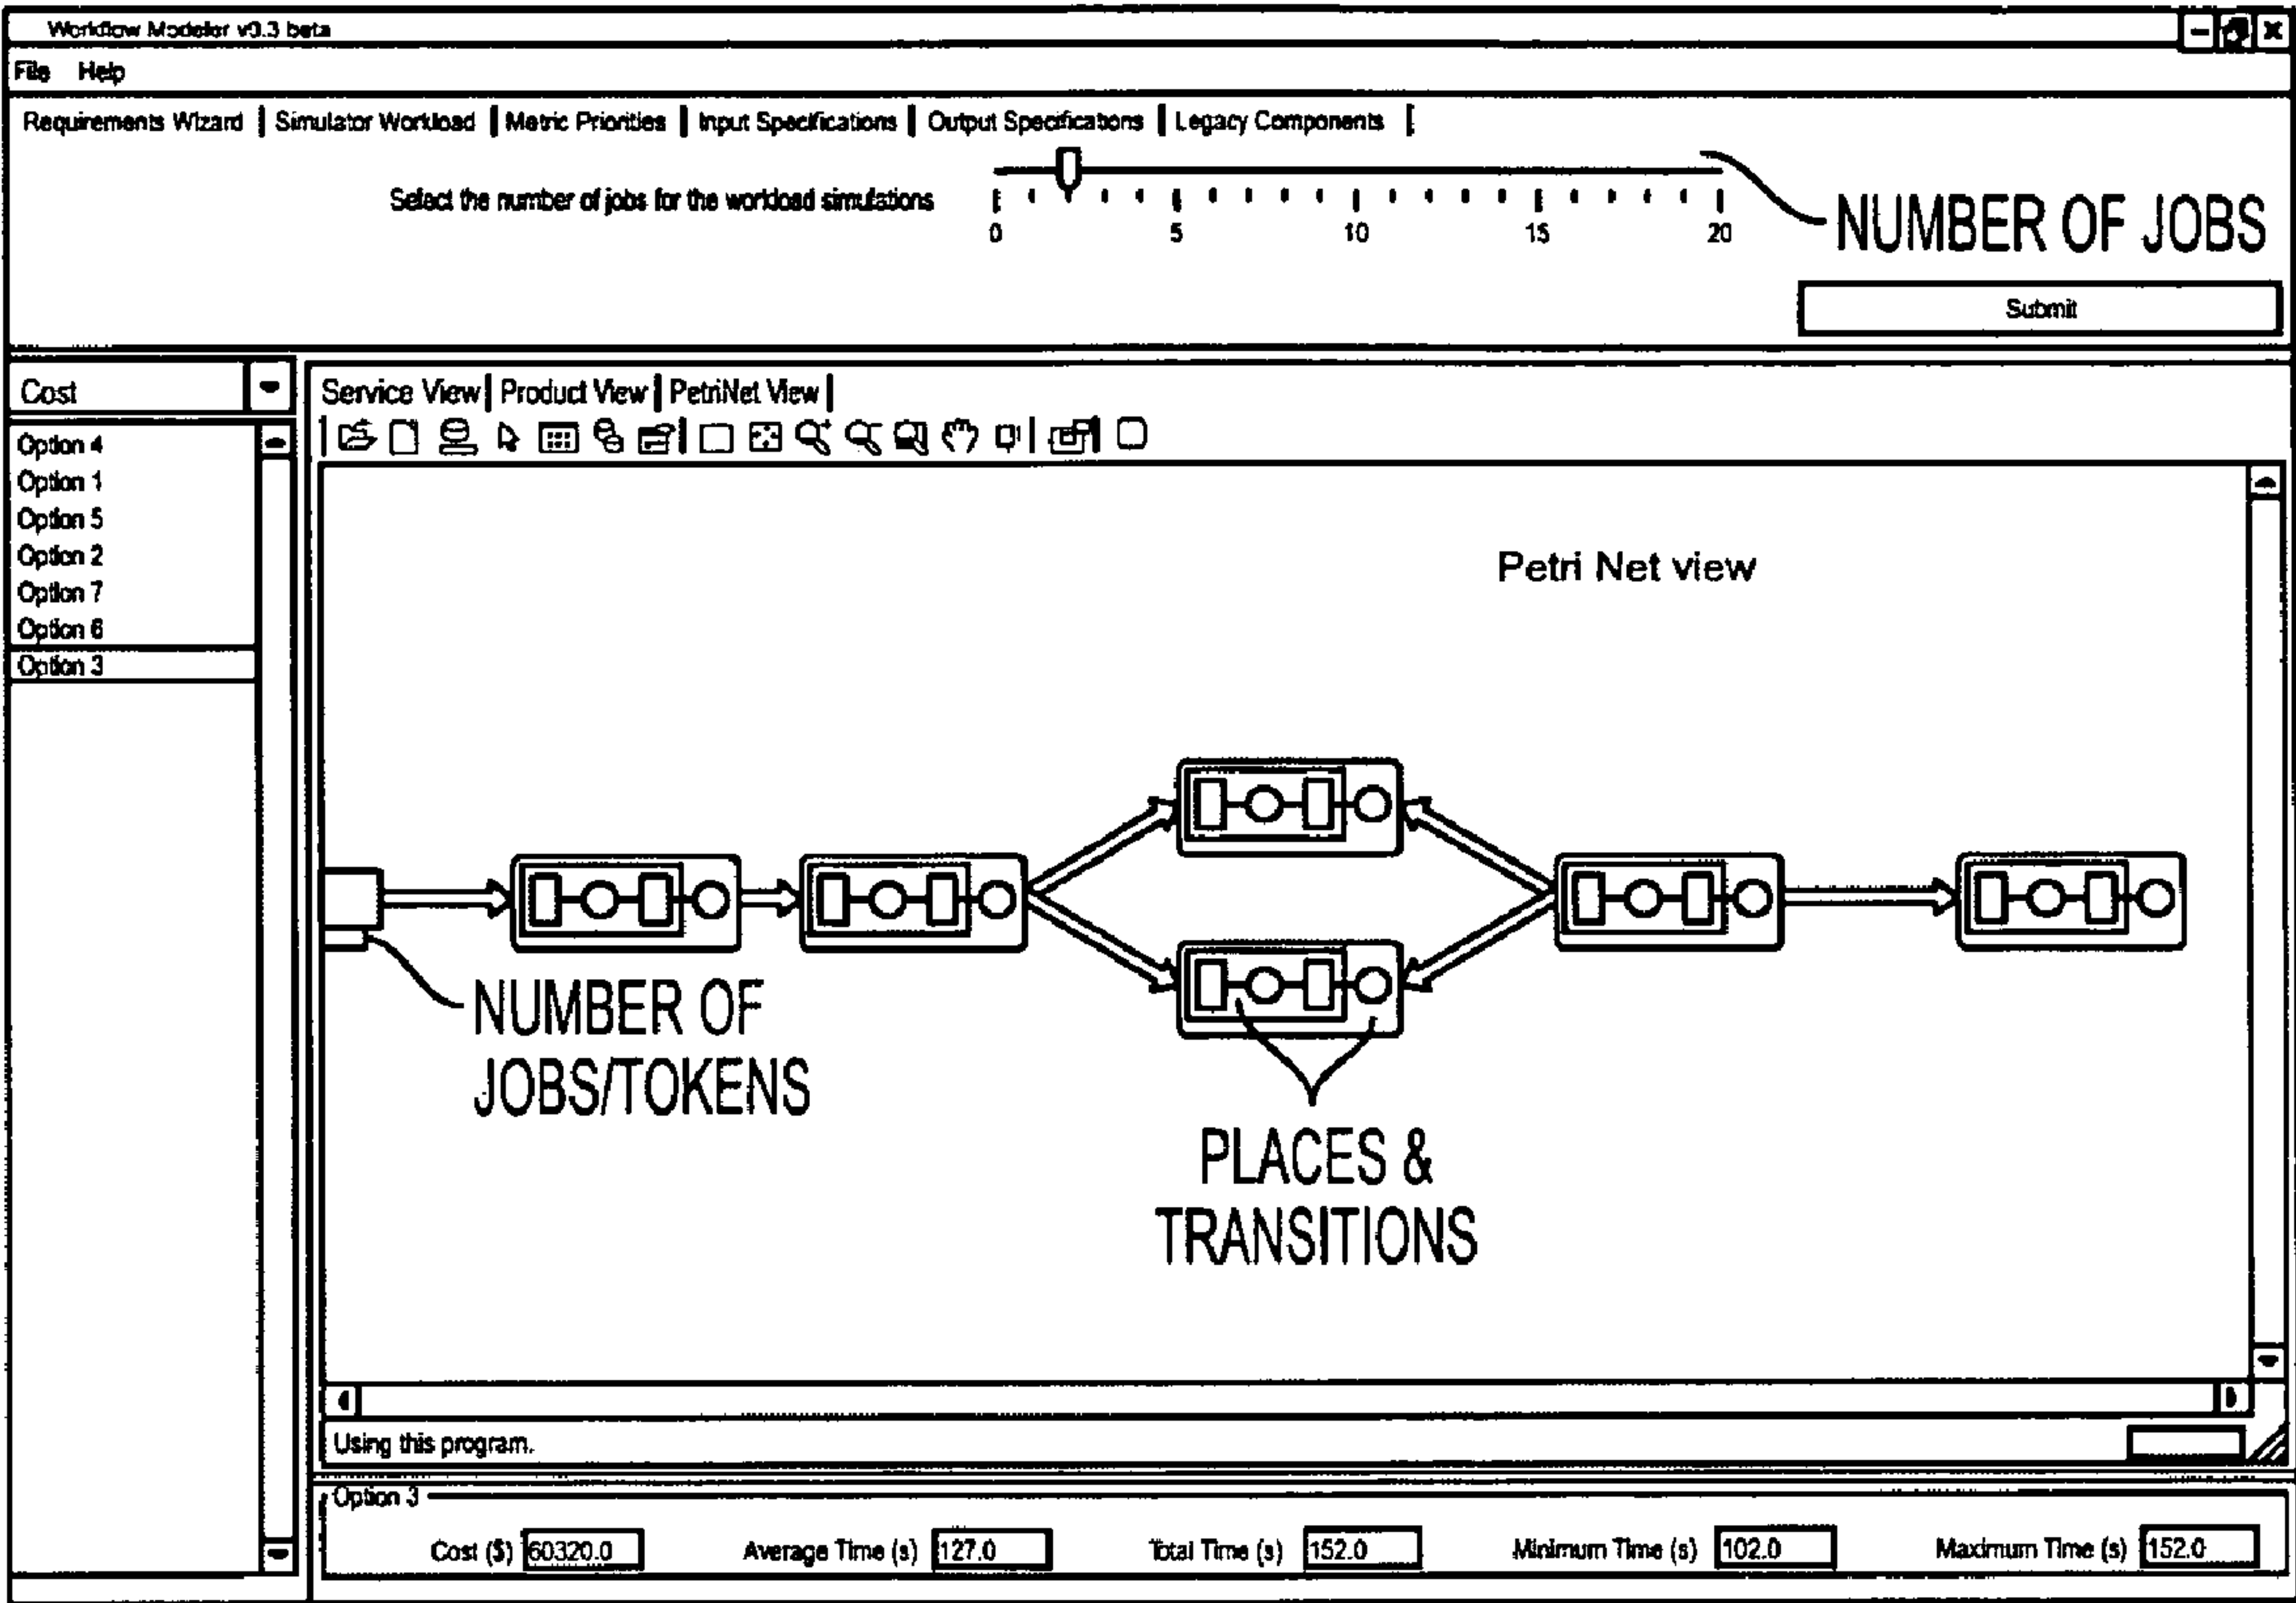 Workflow Modeler v0.3 beta
File Help
Requirements Wizard | Simulator Workload | Metric Priorities | Input Specifications | Output Specifications | Legacy Components
Select the number of jobs for the workload simulations
0 5 10 15 20
NUMBER OF JOBS
Submit
Cost
Service View | Product View | PetriNet View |
Option 4
Option 1
Option 5
Option 2
Option 7
Option 6
Option 3
Petri Net view
NUMBER OF
JOBS/TOKENS
PLACES &
TRANSITIONS
Using this program.
Option 3
Cost ($) 60320.0 Average Time (s) 127.0 Total Time (s) 152.0 Minimum Time (s) 102.0 Maximum Time (s) 152.0